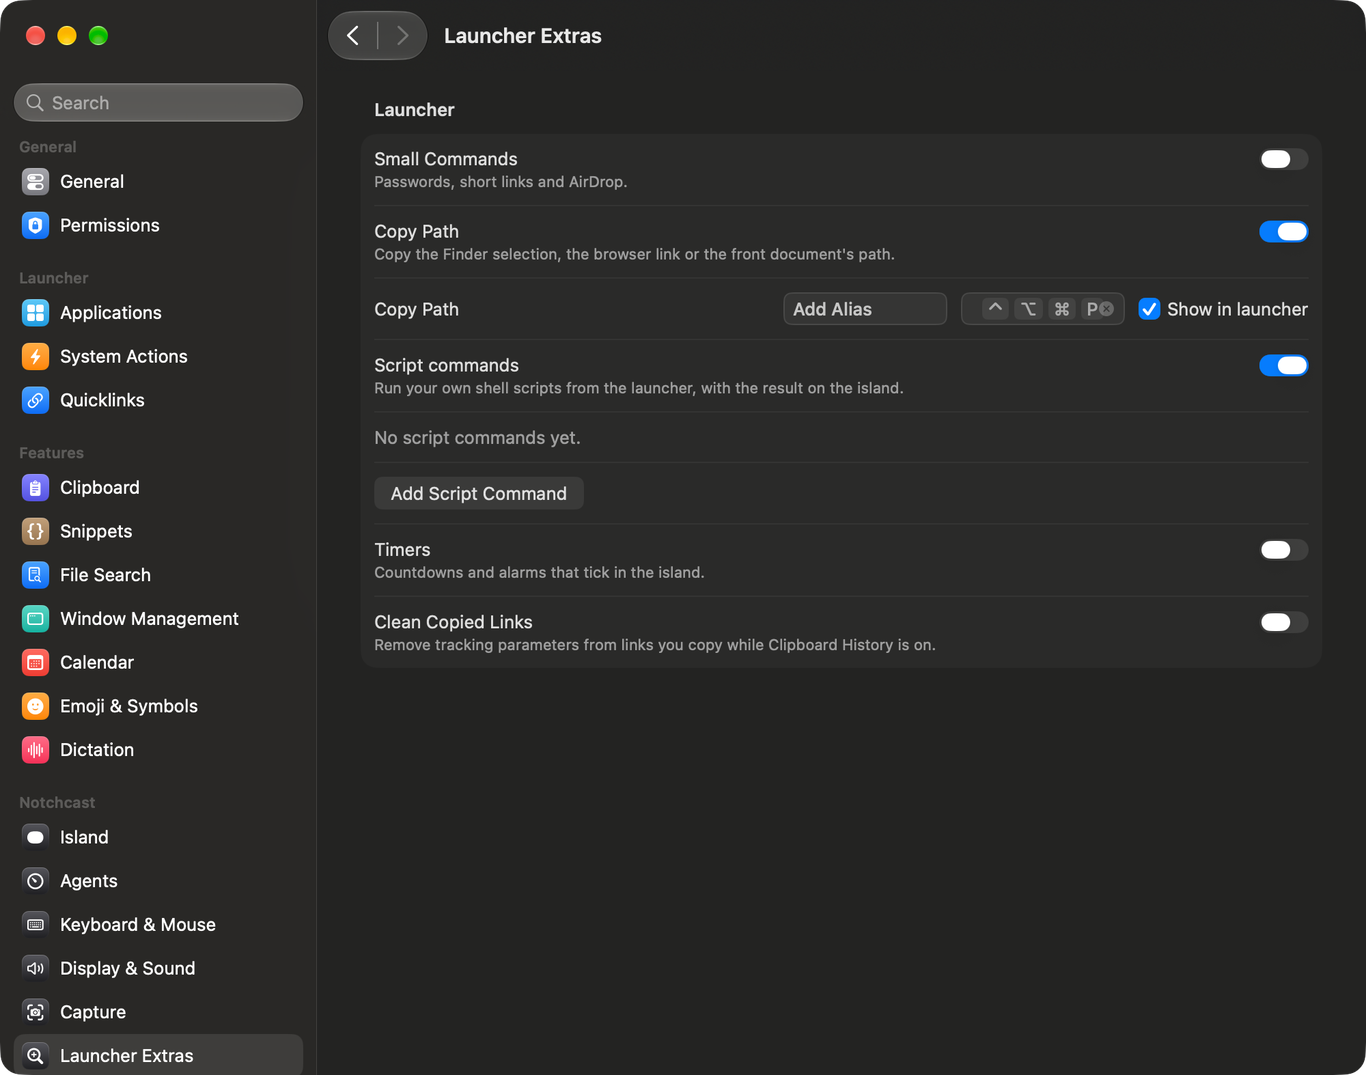 Launcher Extras
Search
General
General
Permissions
Launcher
Applications
System Actions
Quicklinks
Features
Clipboard
Snippets
File Search
Window Management
Calendar
Emoji & Symbols
Dictation
Notchcast
Island
Agents
Keyboard & Mouse
Display & Sound
Capture
Launcher Extras
Launcher
Small Commands
Passwords, short links and AirDrop.
Copy Path
Copy the Finder selection, the browser link or the front document's path.
Copy Path Add Alias ⌃ ⌥ ⌘ P Show in launcher
Script commands
Run your own shell scripts from the launcher, with the result on the island.
No script commands yet.
Add Script Command
Timers
Countdowns and alarms that tick in the island.
Clean Copied Links
Remove tracking parameters from links you copy while Clipboard History is on.